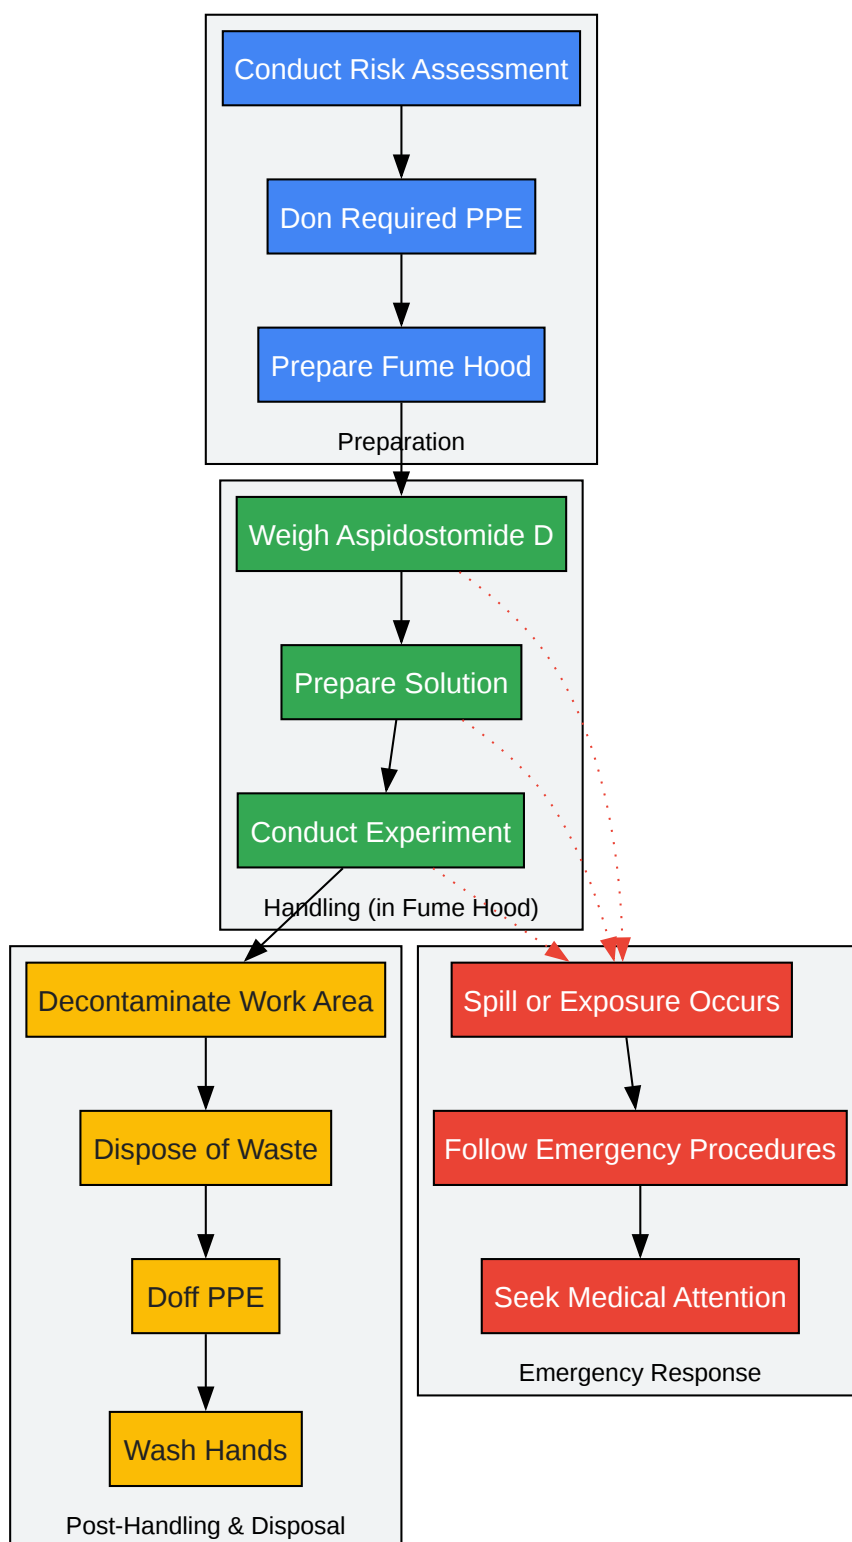 Conduct Risk Assessment
Don Required PPE
Prepare Fume Hood
Preparation
Weigh Aspidostomide D
Prepare Solution
Conduct Experiment
Handling (in Fume Hood)
Decontaminate Work Area
Dispose of Waste
Doff PPE
Wash Hands
Post-Handling & Disposal
Spill or Exposure Occurs
Follow Emergency Procedures
Seek Medical Attention
Emergency Response